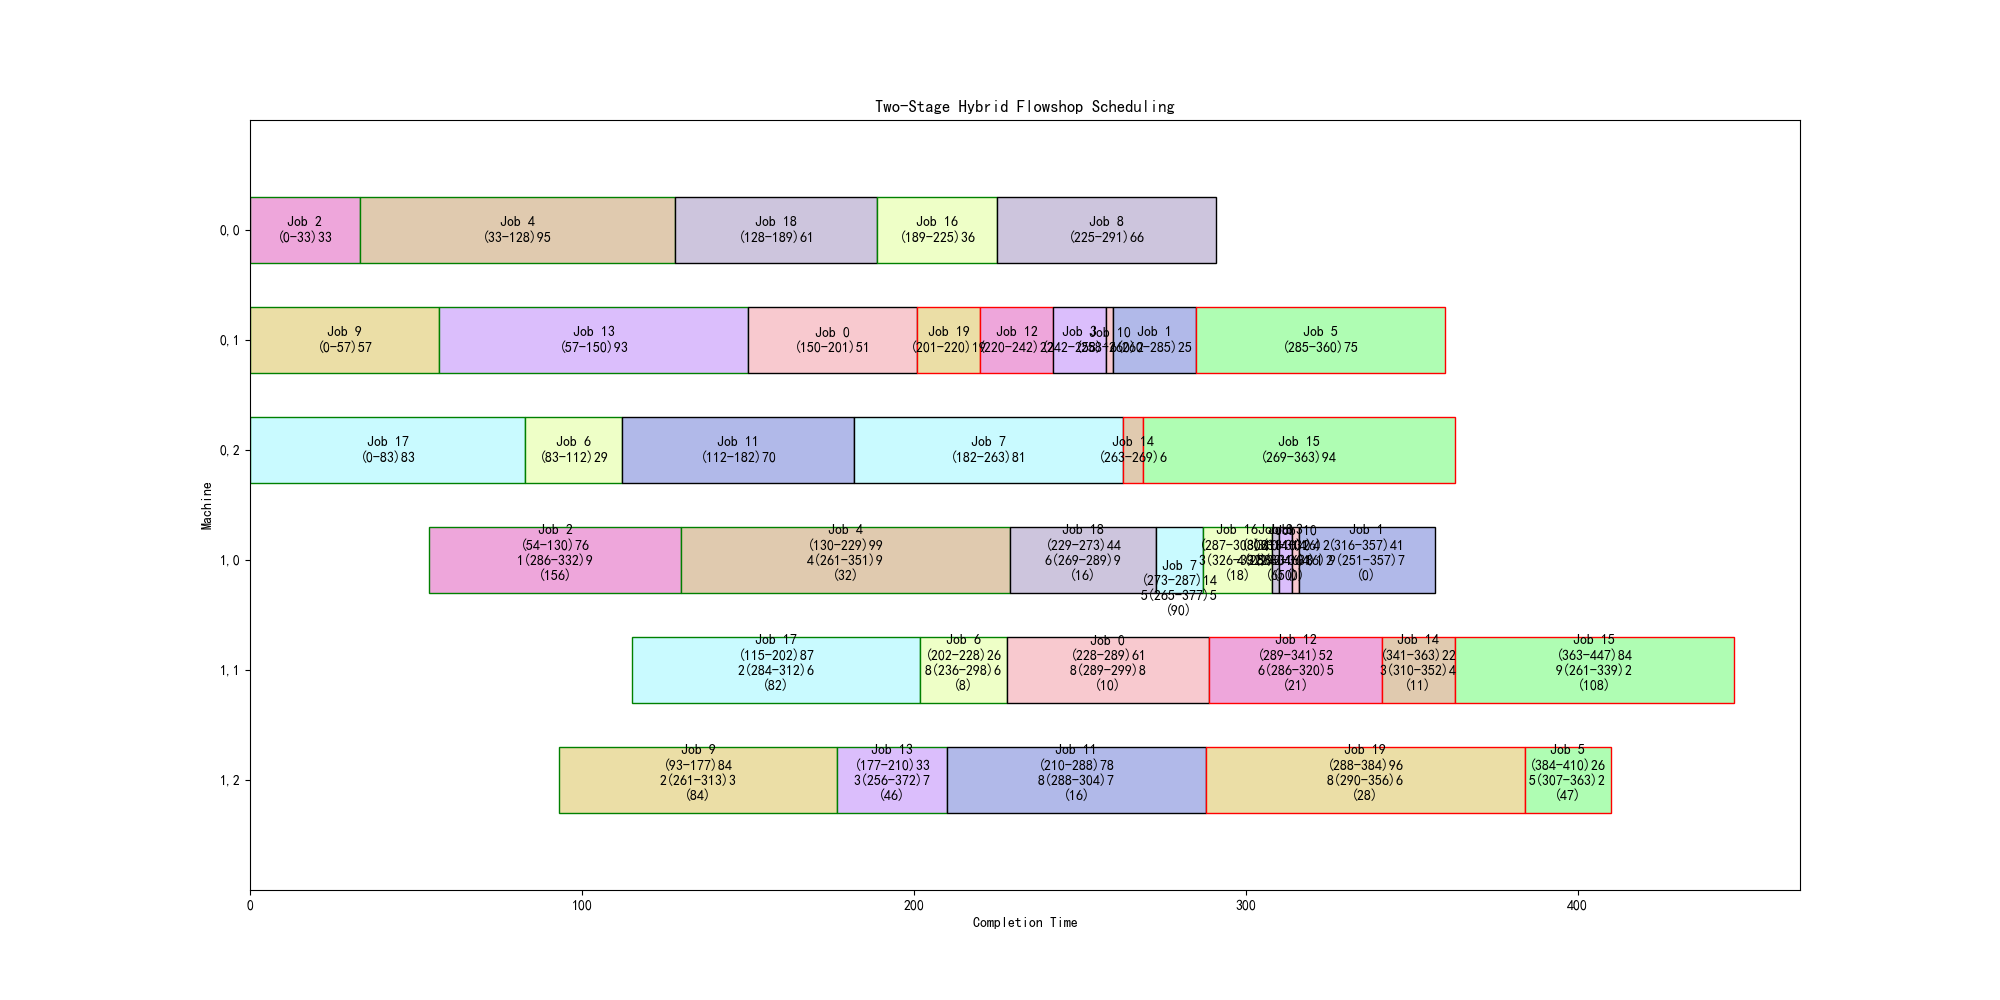 Two-Stage Hybrid Flowshop Scheduling
0,0
Job 2
(0-33)33
Job 4
(33-128)95
Job 18
(128-189)61
Job 16
(189-225)36
Job 8
(225-291)66
0,1
Job 9
(0-57)57
Job 13
(57-150)93
Job 0
(150-201)51
Job 19
(201-220)19
Job 12
(220-242)22
Job 3
(242-258)
Job 10
Job 1
(260-285)25
Job 5
(285-360)75
0,2
Job 17
(0-83)83
Job 6
(83-112)29
Job 11
(112-182)70
Job 7
(182-263)81
Job 14
(263-269)6
Job 15
(269-363)94
1,0
Job 2
(54-130)76
1(286-332)9
(156)
Job 4
(130-229)99
4(261-351)9
(32)
Job 18
(229-273)44
6(269-289)9
(16)
Job 7
(273-287)14
5(265-377)5
(90)
Job 16
(18)
Job 1
(316-357)41
9(251-357)7
(0)
1,1
Job 17
(115-202)87
2(284-312)6
(82)
Job 6
(202-228)26
8(236-298)6
(8)
Job 0
(228-289)61
8(289-299)8
(10)
Job 12
(289-341)52
6(286-320)5
(21)
Job 14
(341-363)22
3(310-352)4
(11)
Job 15
(363-447)84
9(261-339)2
(108)
1,2
Job 9
(93-177)84
2(261-313)3
(84)
Job 13
(177-210)33
3(256-372)7
(46)
Job 11
(210-288)78
8(288-304)7
(16)
Job 19
(288-384)96
8(290-356)6
(28)
Job 5
(384-410)26
5(307-363)2
(47)
Machine
0
100
200
300
400
Completion Time